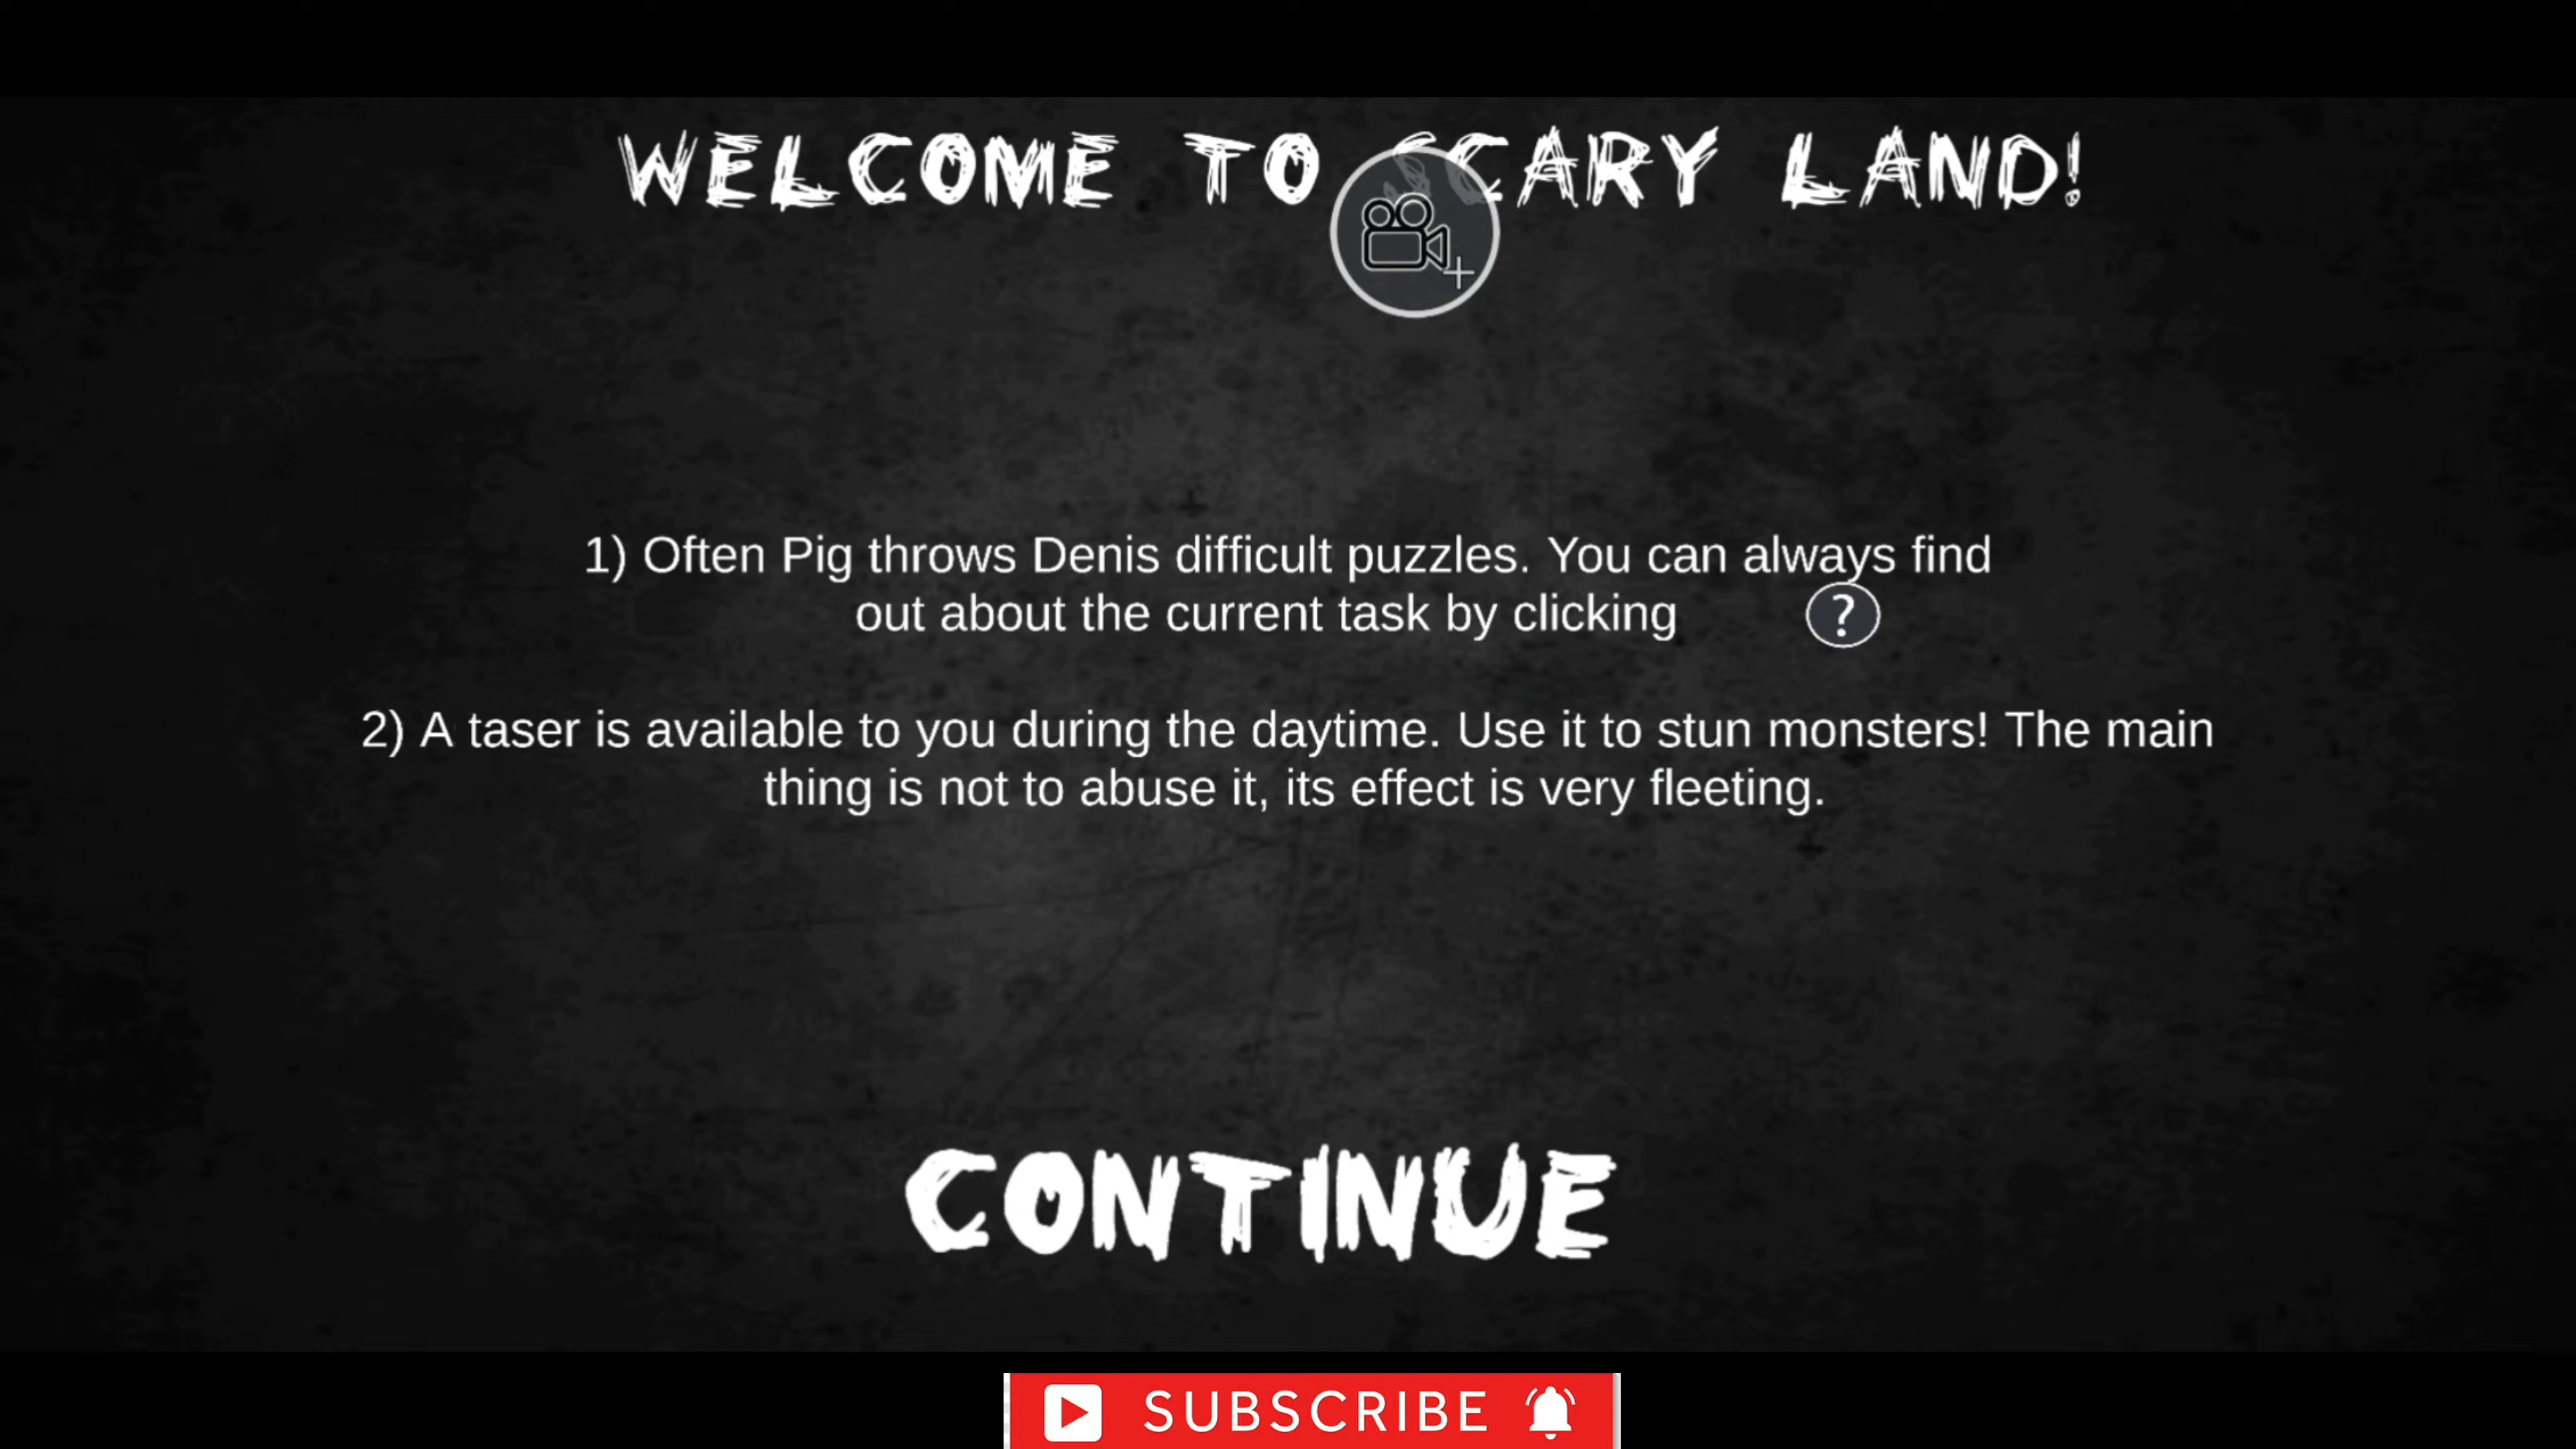 WELCOME TO SCARY LAND!
1) Often Pig throws Denis difficult puzzles. You can always find
out about the current task by clicking ?
2) A taser is available to you during the daytime. Use it to stun monsters! The main
thing is not to abuse it, its effect is very fleeting.
CONTINUE
SUBSCRIBE